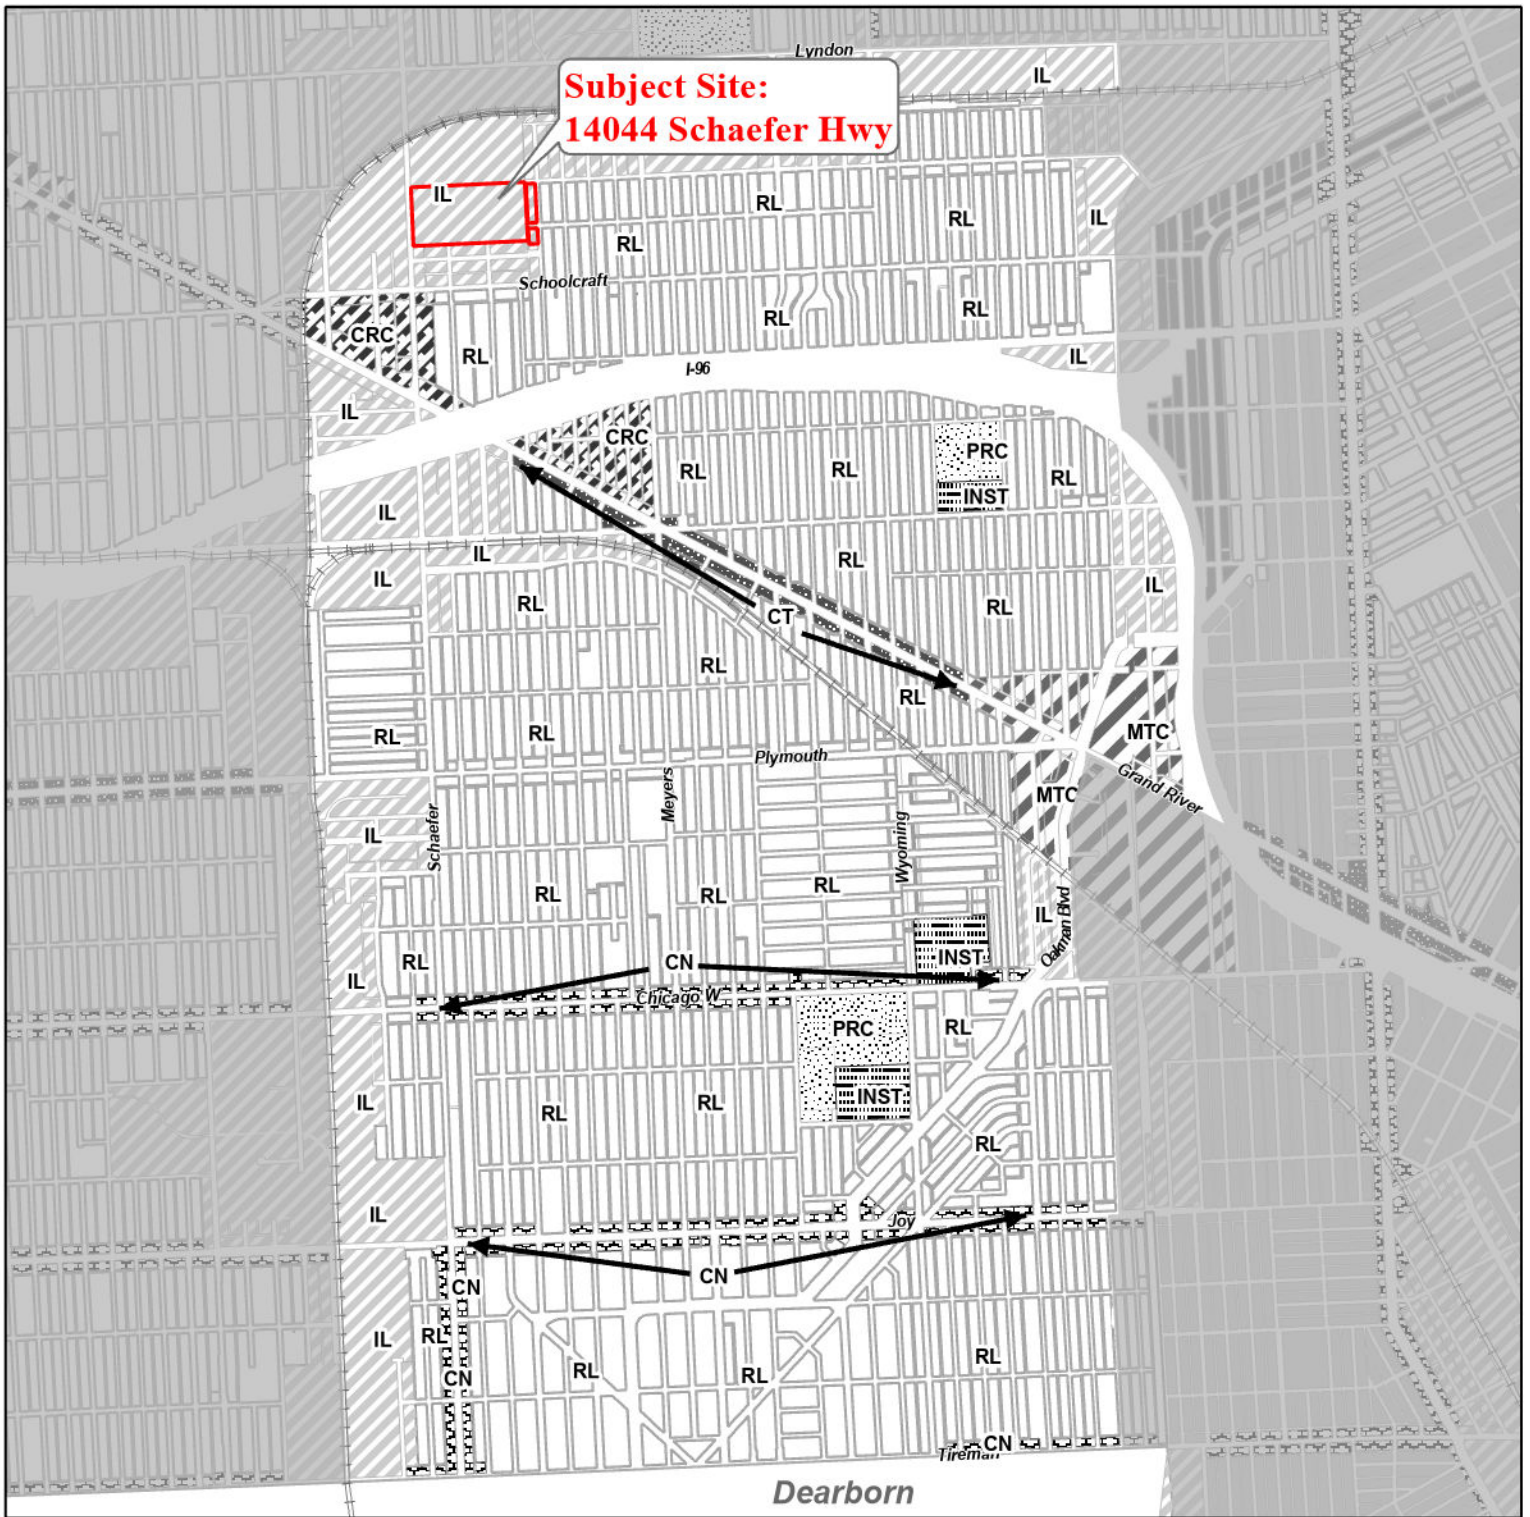 Lyndon
IL
Subject Site:
14044 Schaefer Hwy
IL
RL
RL
IL
RL
Schoolcraft
RL
RL
CRC
RL
IL
I-96
IL
CRC
PRC
RL
RL
RL
INST
IL
IL
RL
IL
IL
RL
RL
CT
RL
RL
RL
MTC
RL
RL
Plymouth
Grand River
MTC
Meyers
Schaefer
Wyoming
IL
RL
RL
RL
IL
Oakman Blvd
INST
RL
CN
IL
Chicago W
PRC
RL
INST
IL
RL
RL
RL
IL
Joy
CN
CN
RL
IL
RL
RL
RL
CN
CN
Tireman
Dearborn